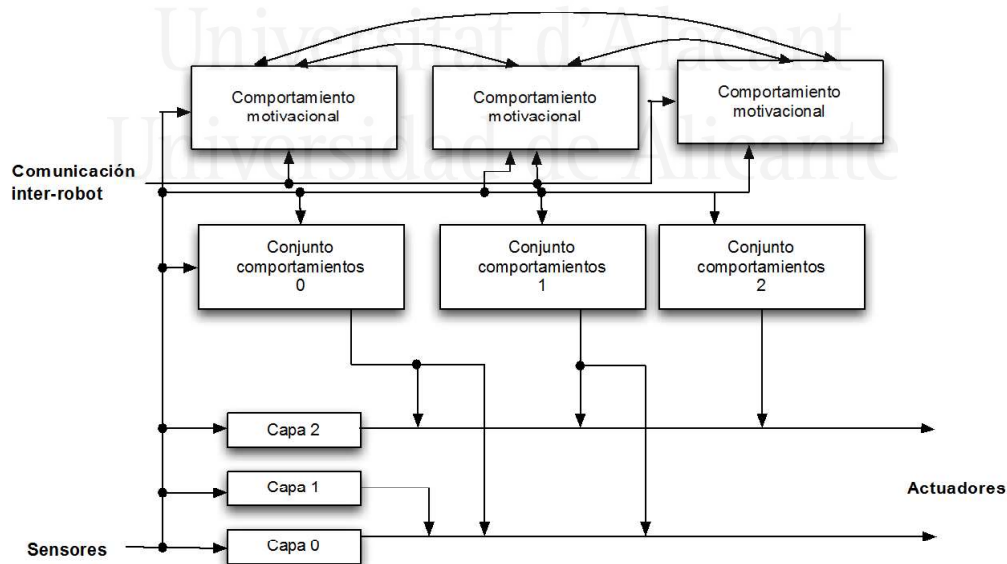 Universitat d'Alacant
Universidad de Alicante
Comportamiento
motivacional
Comportamiento
motivacional
Comportamiento
motivacional
Comunicación
inter-robot
Conjunto
comportamientos
0
Conjunto
comportamientos
1
Conjunto
comportamientos
2
Capa 2
Capa 1
Capa 0
Sensores
Actuadores